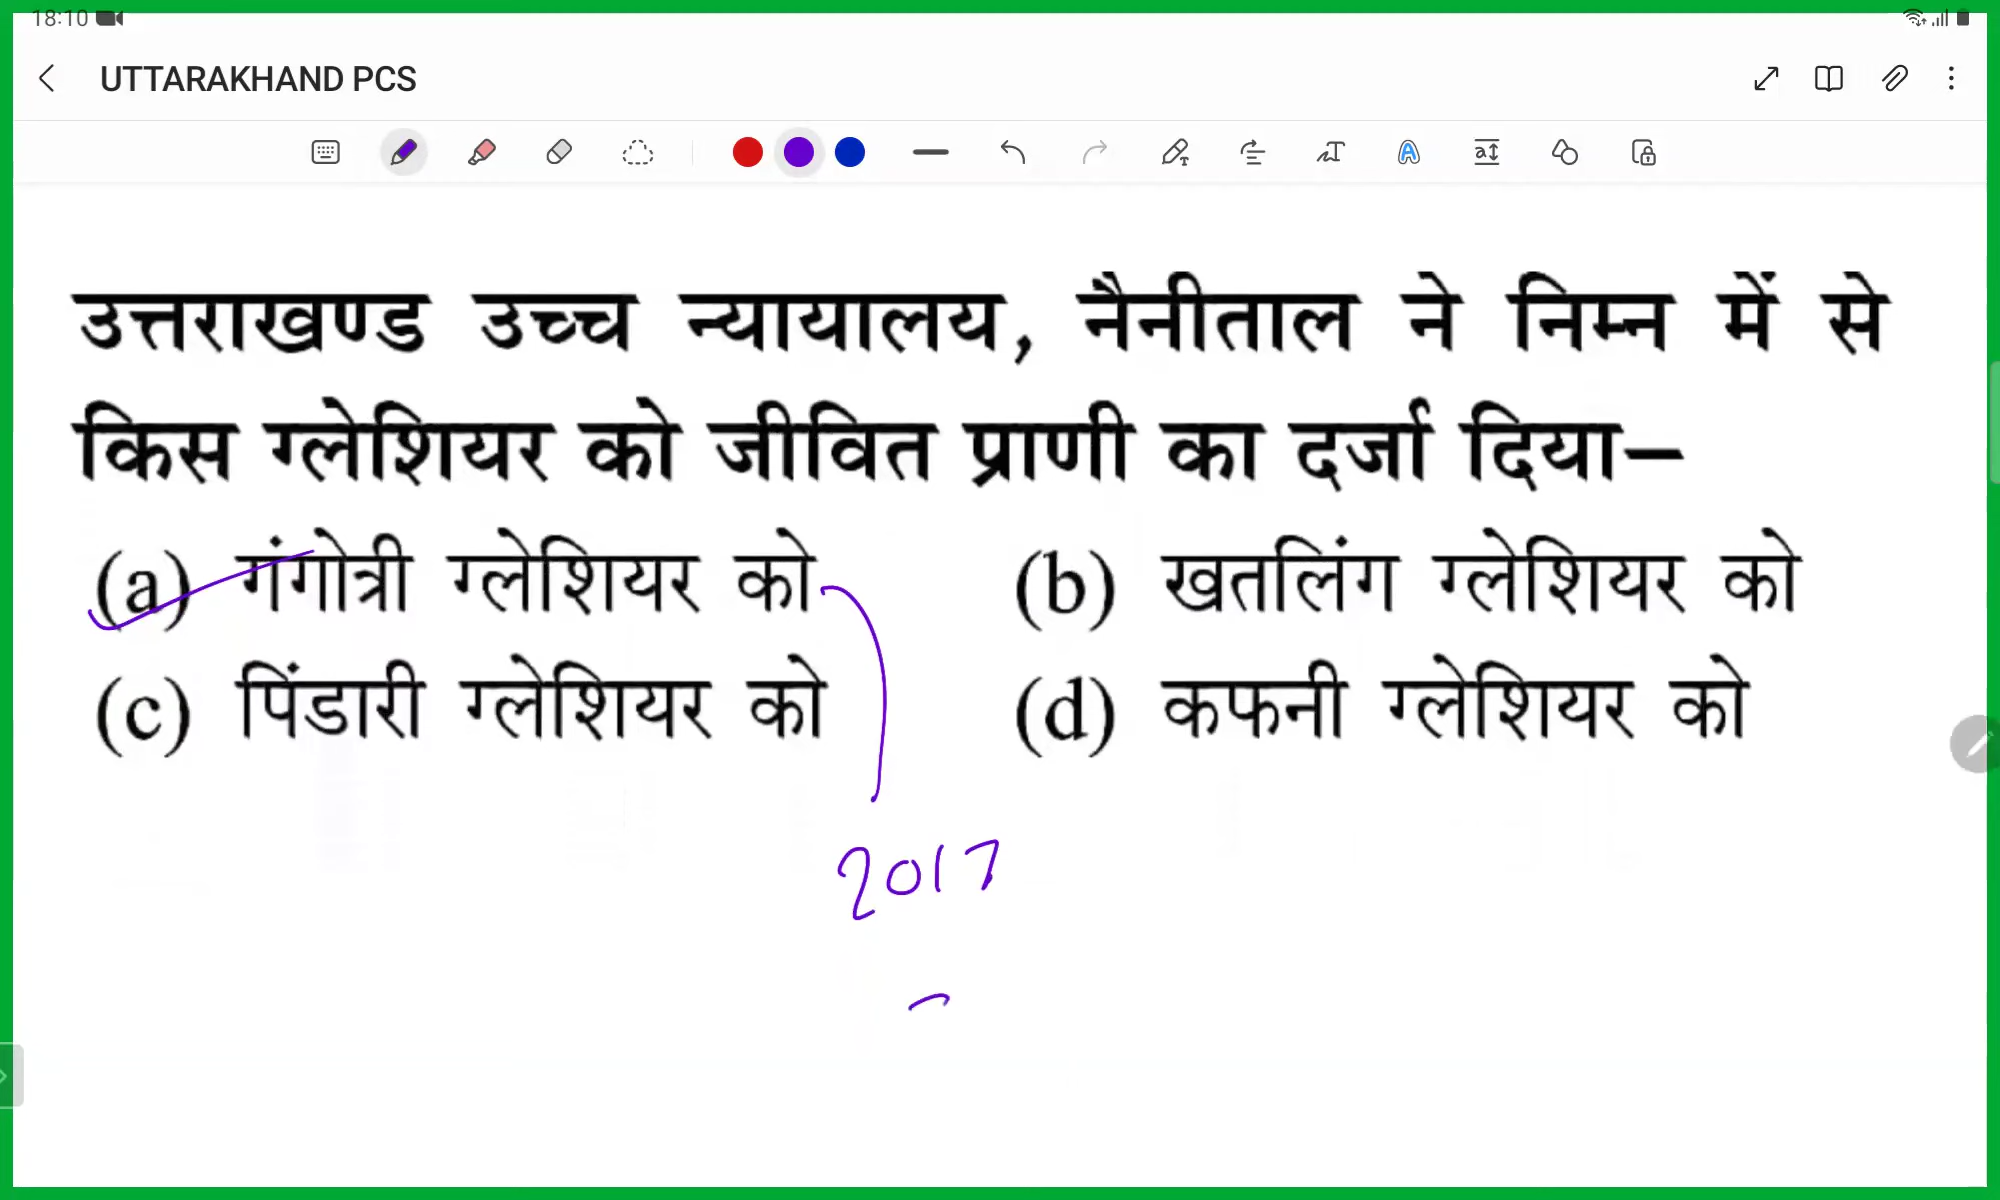 18:10
UTTARAKHAND PCS
उत्तराखण्ड उच्च न्यायालय, नैनीताल ने निम्न में से
किस ग्लेशियर को जीवित प्राणी का दर्जा दिया–
(a) गंगोत्री ग्लेशियर को (b) खतलिंग ग्लेशियर को
(c) पिंडारी ग्लेशियर को (d) कफनी ग्लेशियर को
2017